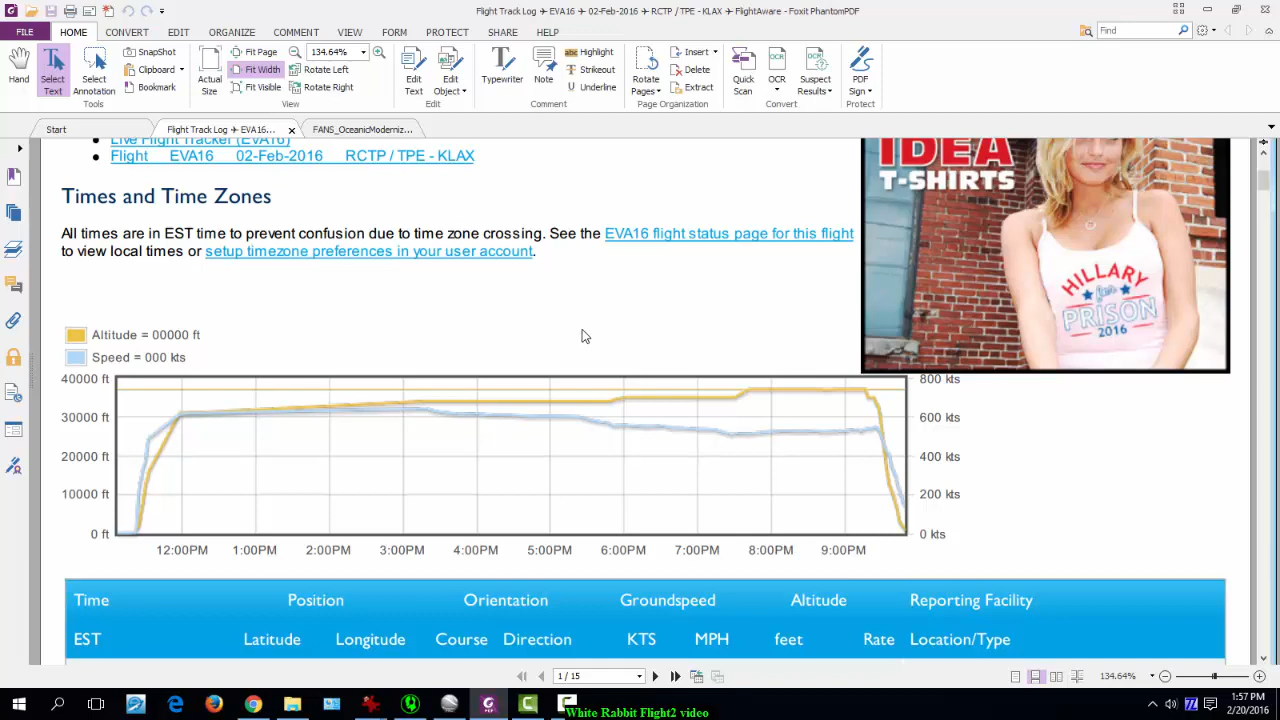 Flight Track Log ✈ EVA16 ✈ 02-Feb-2016 ✈ RCTP / TPE - KLAX ✈ FlightAware - Foxit PhantomPDF
FILE HOME CONVERT EDIT ORGANIZE COMMENT VIEW FORM PROTECT SHARE HELP
Find
Hand
Select Text
Select Annotation
SnapShot
Clipboard
Bookmark
Tools
Actual Size
Fit Page
Fit Width
Fit Visible
134.64%
Rotate Left
Rotate Right
View
Edit Text
Edit Object
Edit
Typewriter
Note
Highlight
Strikeout
Underline
Comment
Rotate Pages
Insert
Delete
Extract
Page Organization
Quick Scan
OCR
OCR
OCR
Suspect Results
Convert
PDF Sign
Protect
Start
Flight Track Log ✈ EVA16...
FANS_OceanicModerniz...
Live Flight Tracker (EVA16)
Flight EVA16 02-Feb-2016 RCTP / TPE - KLAX
Times and Time Zones
All times are in EST time to prevent confusion due to time zone crossing. See the EVA16 flight status page for this flight
to view local times or setup timezone preferences in your user account.
IDEA
T-SHIRTS
HILLARY
for
PRISON
2016
Altitude = 00000 ft
Speed = 000 kts
40000 ft
30000 ft
20000 ft
10000 ft
0 ft
800 kts
600 kts
400 kts
200 kts
0 kts
12:00PM 1:00PM 2:00PM 3:00PM 4:00PM 5:00PM 6:00PM 7:00PM 8:00PM 9:00PM
Time Position Orientation Groundspeed Altitude Reporting Facility
EST Latitude Longitude Course Direction KTS MPH feet Rate Location/Type
1 / 15
134.64%
White Rabbit Flight2 video
1:57 PM
2/20/2016